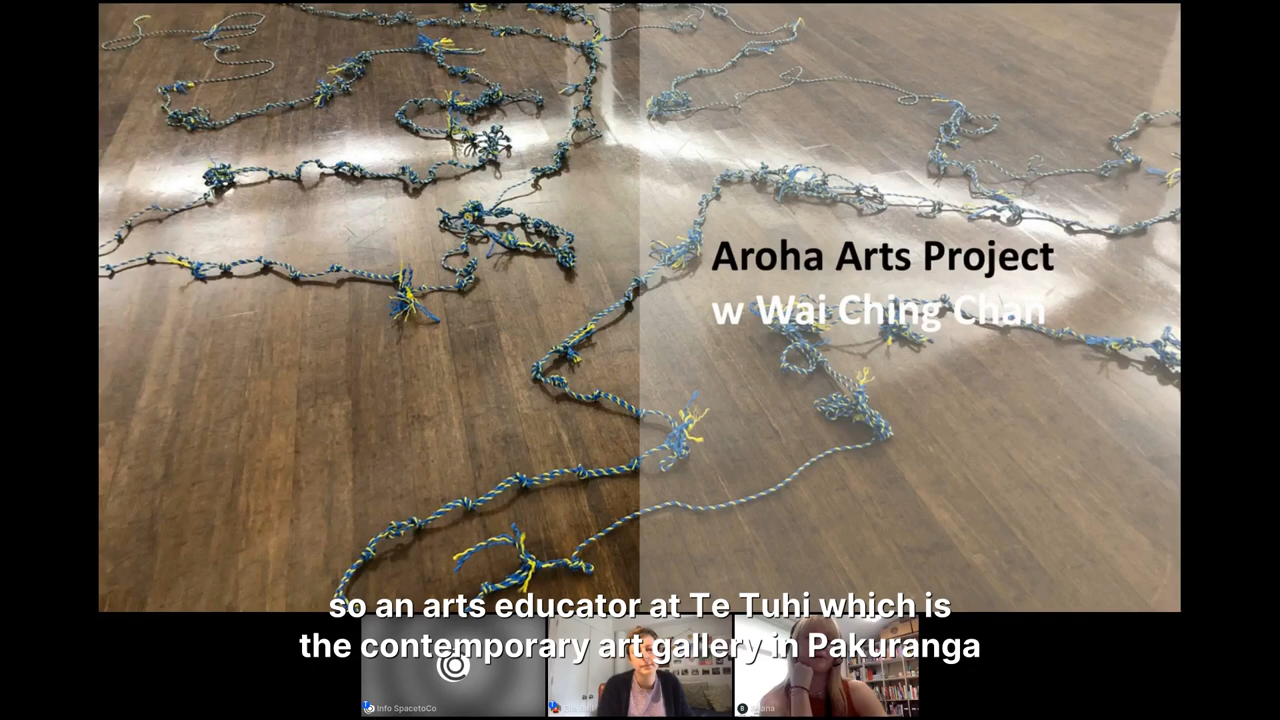 Aroha Arts Project
w Wai Ching Chan
so an arts educator at Te Tuhi which is
the contemporary art gallery in Pakuranga
Info SpacetoCo